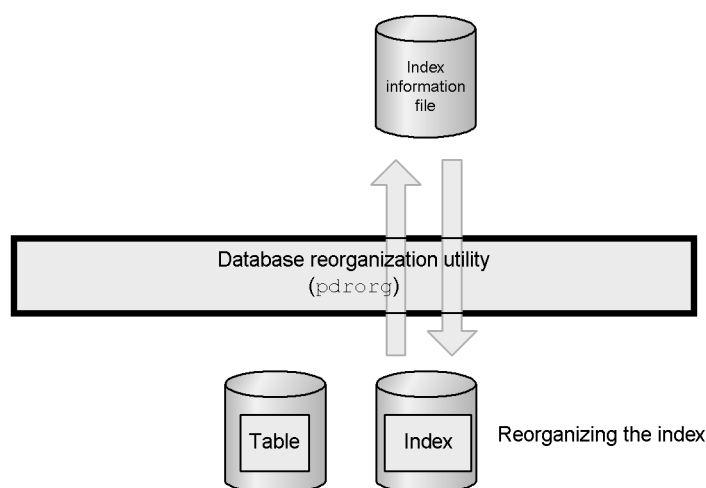 Index
information
file
Database reorganization utility
(pdrorg)
Table
Index
Reorganizing the index